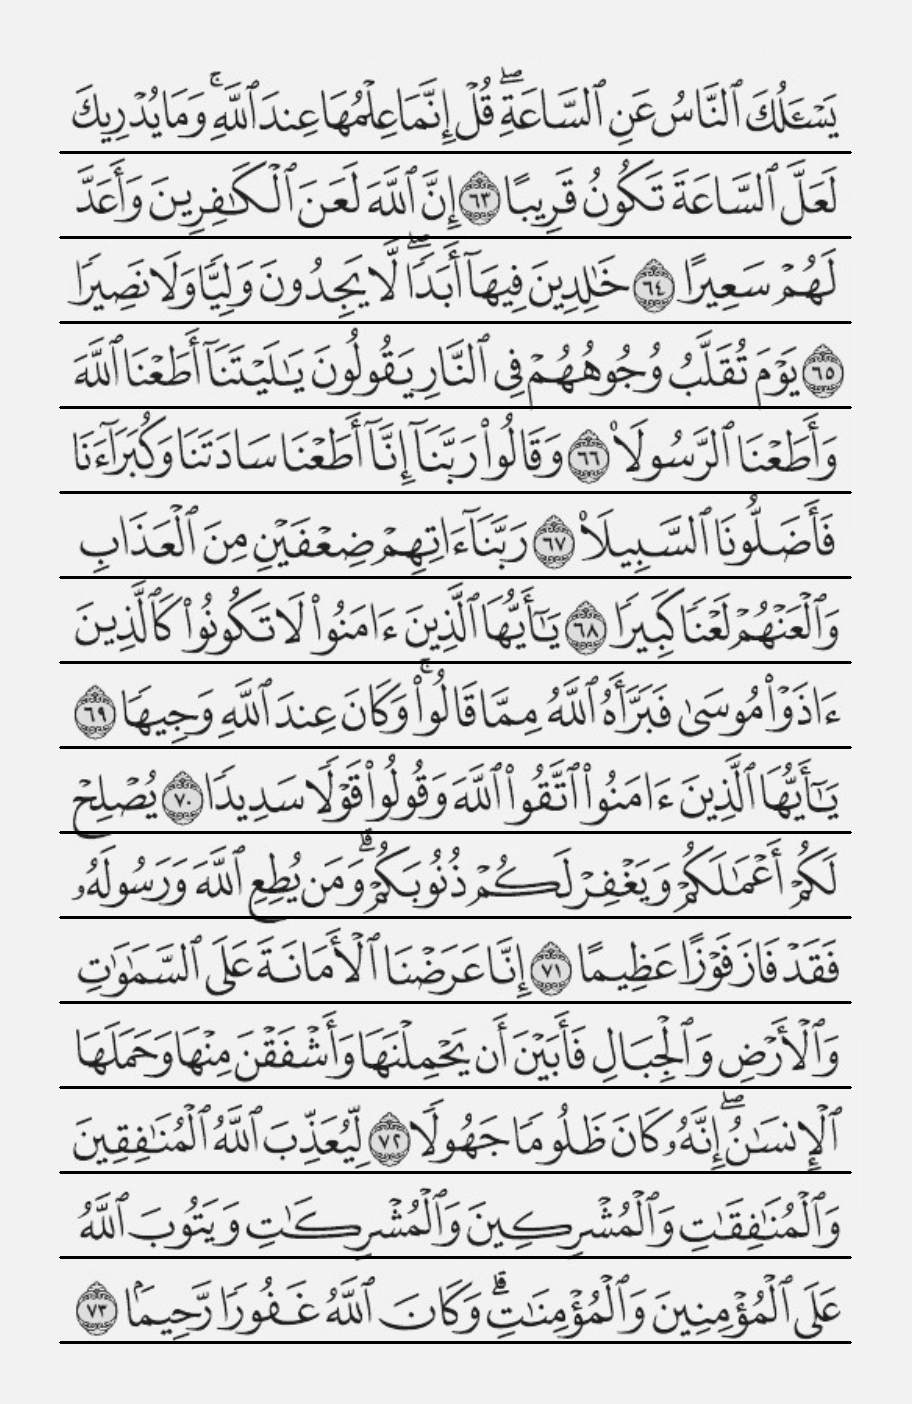 يَسْـَٔلُكَ ٱلنَّاسُ عَنِ ٱلسَّاعَةِ ۖ قُلْ إِنَّمَا عِلْمُهَا عِندَ ٱللَّهِ ۚ وَمَا يُدْرِيكَ
لَعَلَّ ٱلسَّاعَةَ تَكُونُ قَرِيبًا ٦٣ إِنَّ ٱللَّهَ لَعَنَ ٱلْكَـٰفِرِينَ وَأَعَدَّ
لَهُمْ سَعِيرًا ٦٤ خَـٰلِدِينَ فِيهَآ أَبَدًا ۖ لَّا يَجِدُونَ وَلِيًّا وَلَا نَصِيرًا
٦٥ يَوْمَ تُقَلَّبُ وُجُوهُهُمْ فِى ٱلنَّارِ يَقُولُونَ يَـٰلَيْتَنَآ أَطَعْنَا ٱللَّهَ
وَأَطَعْنَا ٱلرَّسُولَا۠ ٦٦ وَقَالُوا۟ رَبَّنَآ إِنَّآ أَطَعْنَا سَادَتَنَا وَكُبَرَآءَنَا
فَأَضَلُّونَا ٱلسَّبِيلَا۠ ٦٧ رَبَّنَآ ءَاتِهِمْ ضِعْفَيْنِ مِنَ ٱلْعَذَابِ
وَٱلْعَنْهُمْ لَعْنًا كَبِيرًا ٦٨ يَـٰٓأَيُّهَا ٱلَّذِينَ ءَامَنُوا۟ لَا تَكُونُوا۟ كَٱلَّذِينَ
ءَاذَوْا۟ مُوسَىٰ فَبَرَّأَهُ ٱللَّهُ مِمَّا قَالُوا۟ ۚ وَكَانَ عِندَ ٱللَّهِ وَجِيهًا ٦٩
يَـٰٓأَيُّهَا ٱلَّذِينَ ءَامَنُوا۟ ٱتَّقُوا۟ ٱللَّهَ وَقُولُوا۟ قَوْلًا سَدِيدًا ٧٠ يُصْلِحْ
لَكُمْ أَعْمَـٰلَكُمْ وَيَغْفِرْ لَكُمْ ذُنُوبَكُمْ ۗ وَمَن يُطِعِ ٱللَّهَ وَرَسُولَهُۥ
فَقَدْ فَازَ فَوْزًا عَظِيمًا ٧١ إِنَّا عَرَضْنَا ٱلْأَمَانَةَ عَلَى ٱلسَّمَـٰوَٰتِ
وَٱلْأَرْضِ وَٱلْجِبَالِ فَأَبَيْنَ أَن يَحْمِلْنَهَا وَأَشْفَقْنَ مِنْهَا وَحَمَلَهَا
ٱلْإِنسَـٰنُ ۖ إِنَّهُۥ كَانَ ظَلُومًا جَهُولًا ٧٢ لِّيُعَذِّبَ ٱللَّهُ ٱلْمُنَـٰفِقِينَ
وَٱلْمُنَـٰفِقَـٰتِ وَٱلْمُشْرِكِينَ وَٱلْمُشْرِكَـٰتِ وَيَتُوبَ ٱللَّهُ
عَلَى ٱلْمُؤْمِنِينَ وَٱلْمُؤْمِنَـٰتِ ۗ وَكَانَ ٱللَّهُ غَفُورًا رَّحِيمًۢا ٧٣